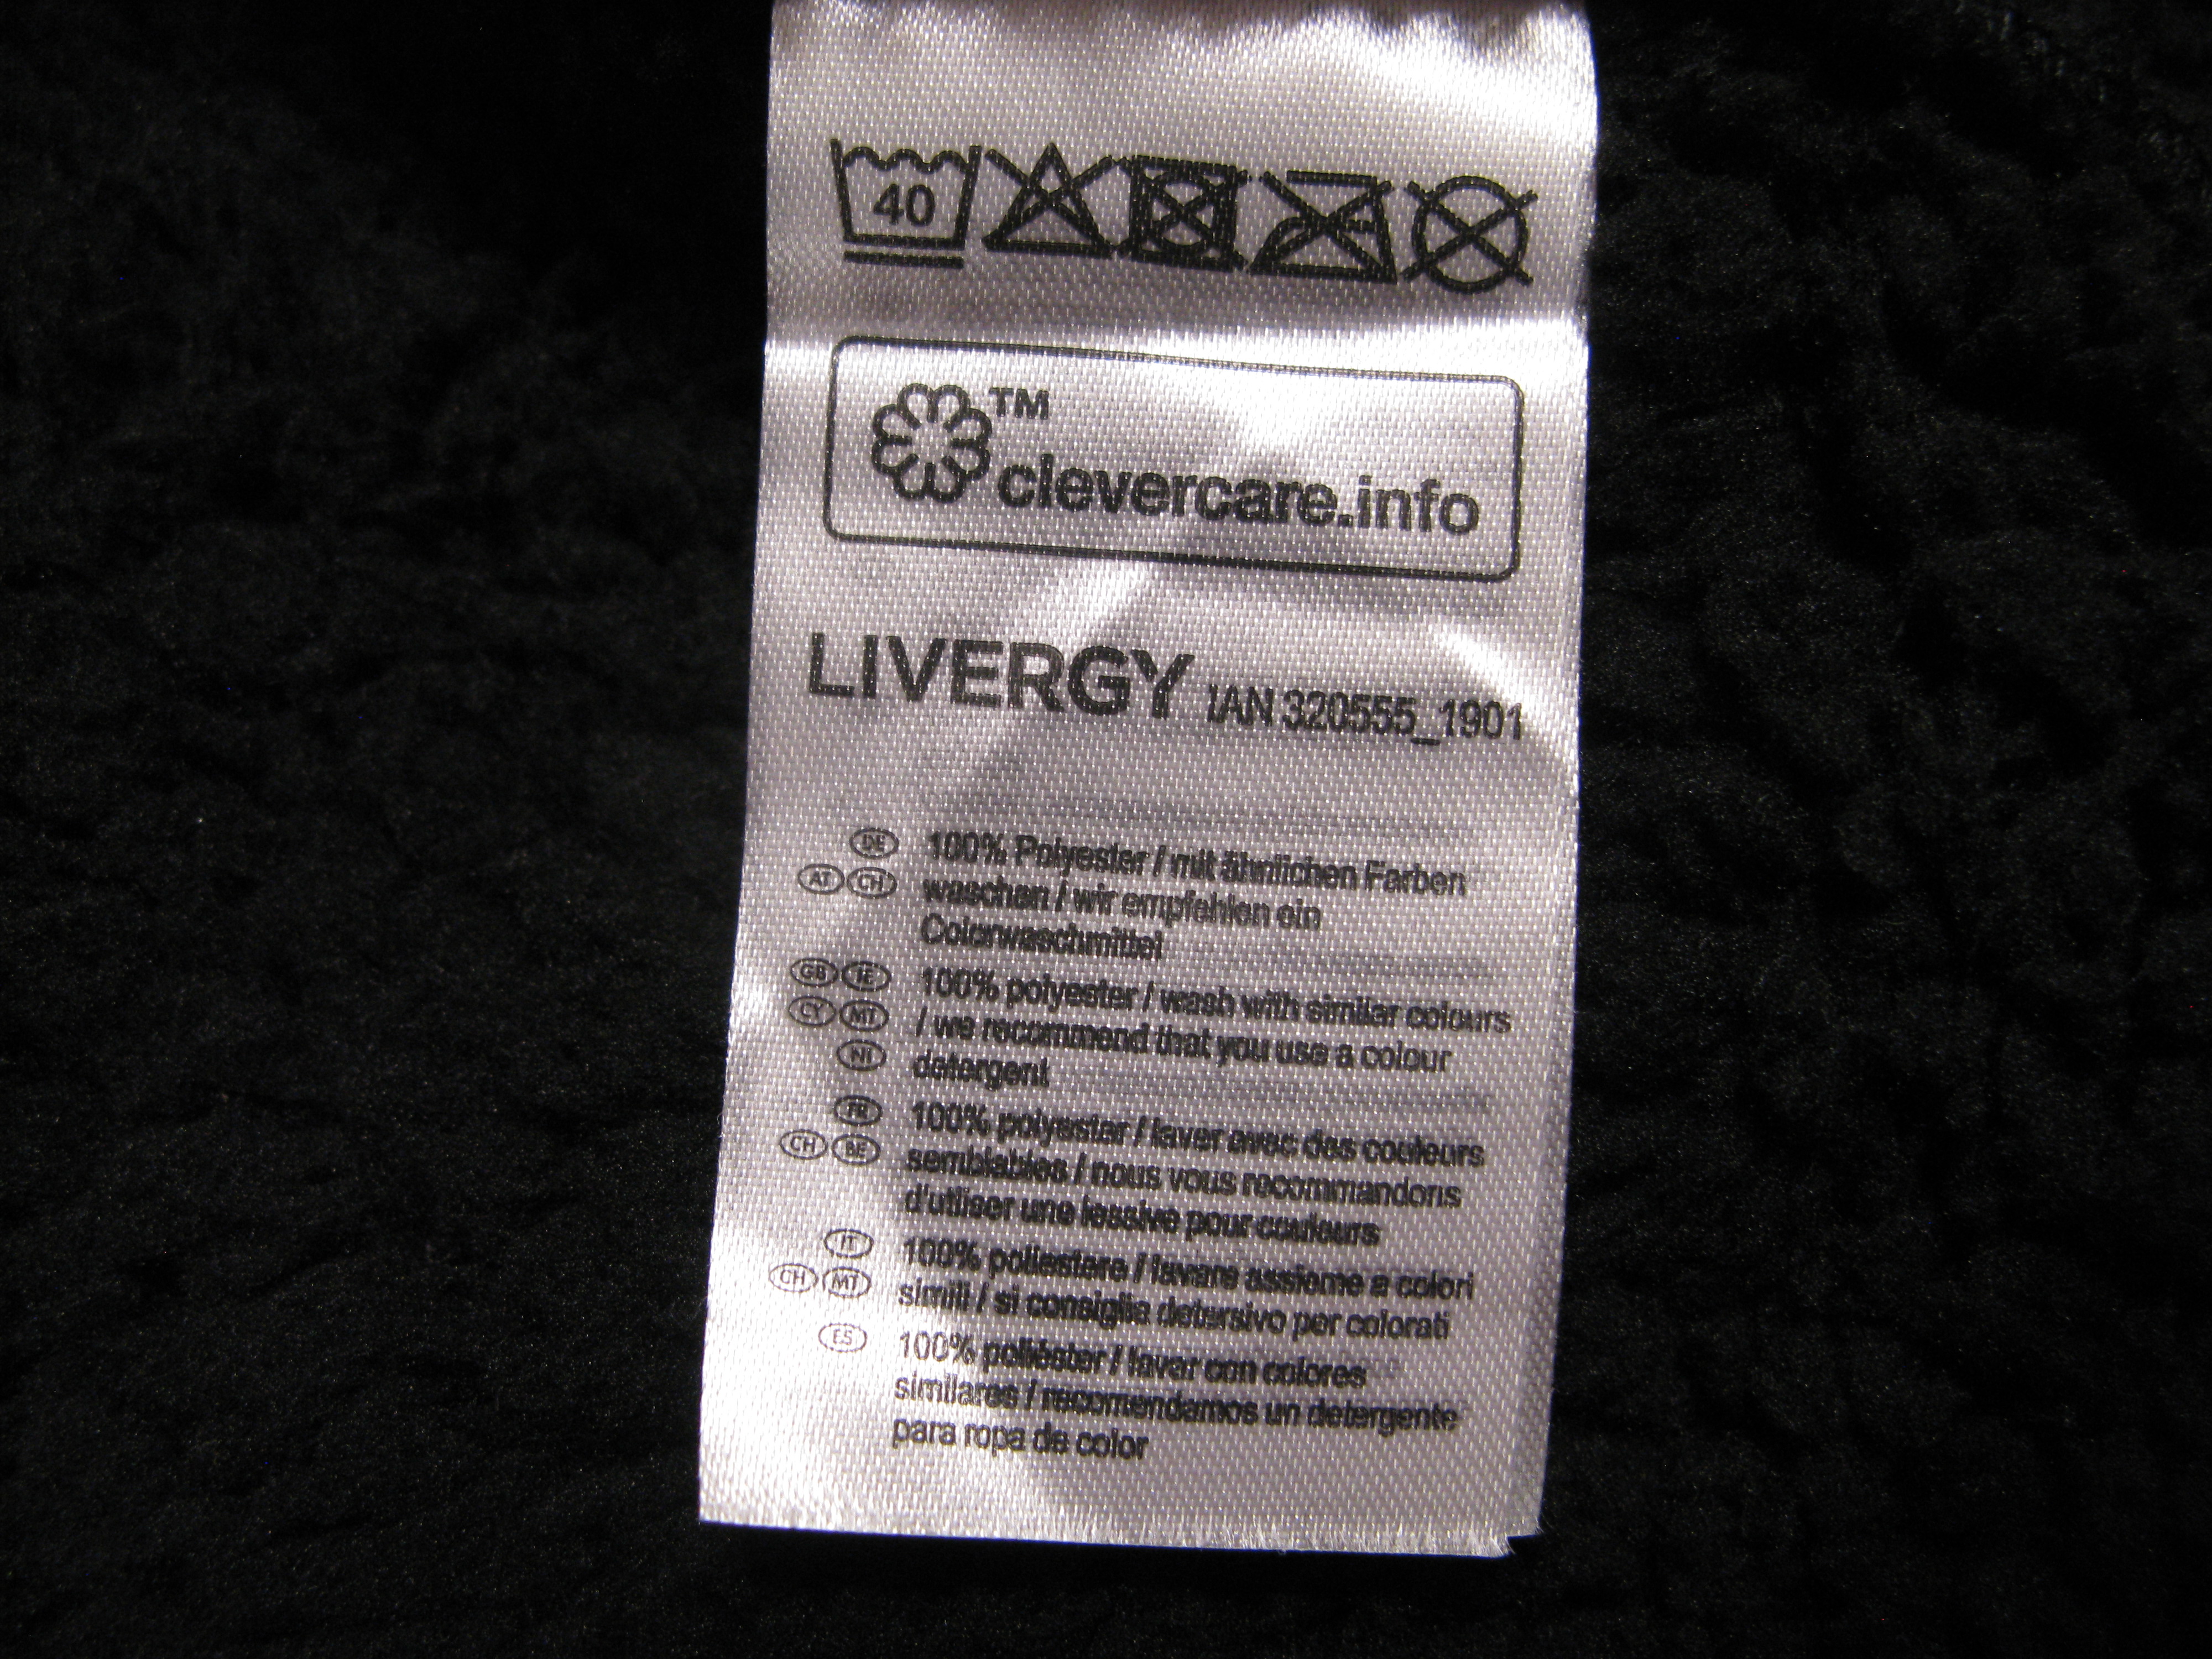 40
TM
clevercare.info
LIVERGY IAN 320555_1901
DE 100% Polyester / mit ähnlichen Farben
AT CH waschen / wir empfehlen ein
Colorwaschmittel
GB IE 100% polyester / wash with similar colours
CY MT / we recommend that you use a colour
NI detergent
FR 100% polyester / laver avec des couleurs
CH BE semblables / nous vous recommandons
d'utiliser une lessive pour couleurs
IT 100% poliestere / lavare assieme a colori
CH MT simili / si consiglia detersivo per colorati
ES 100% poliéster / lavar con colores
similares / recomendamos un detergente
para ropa de color